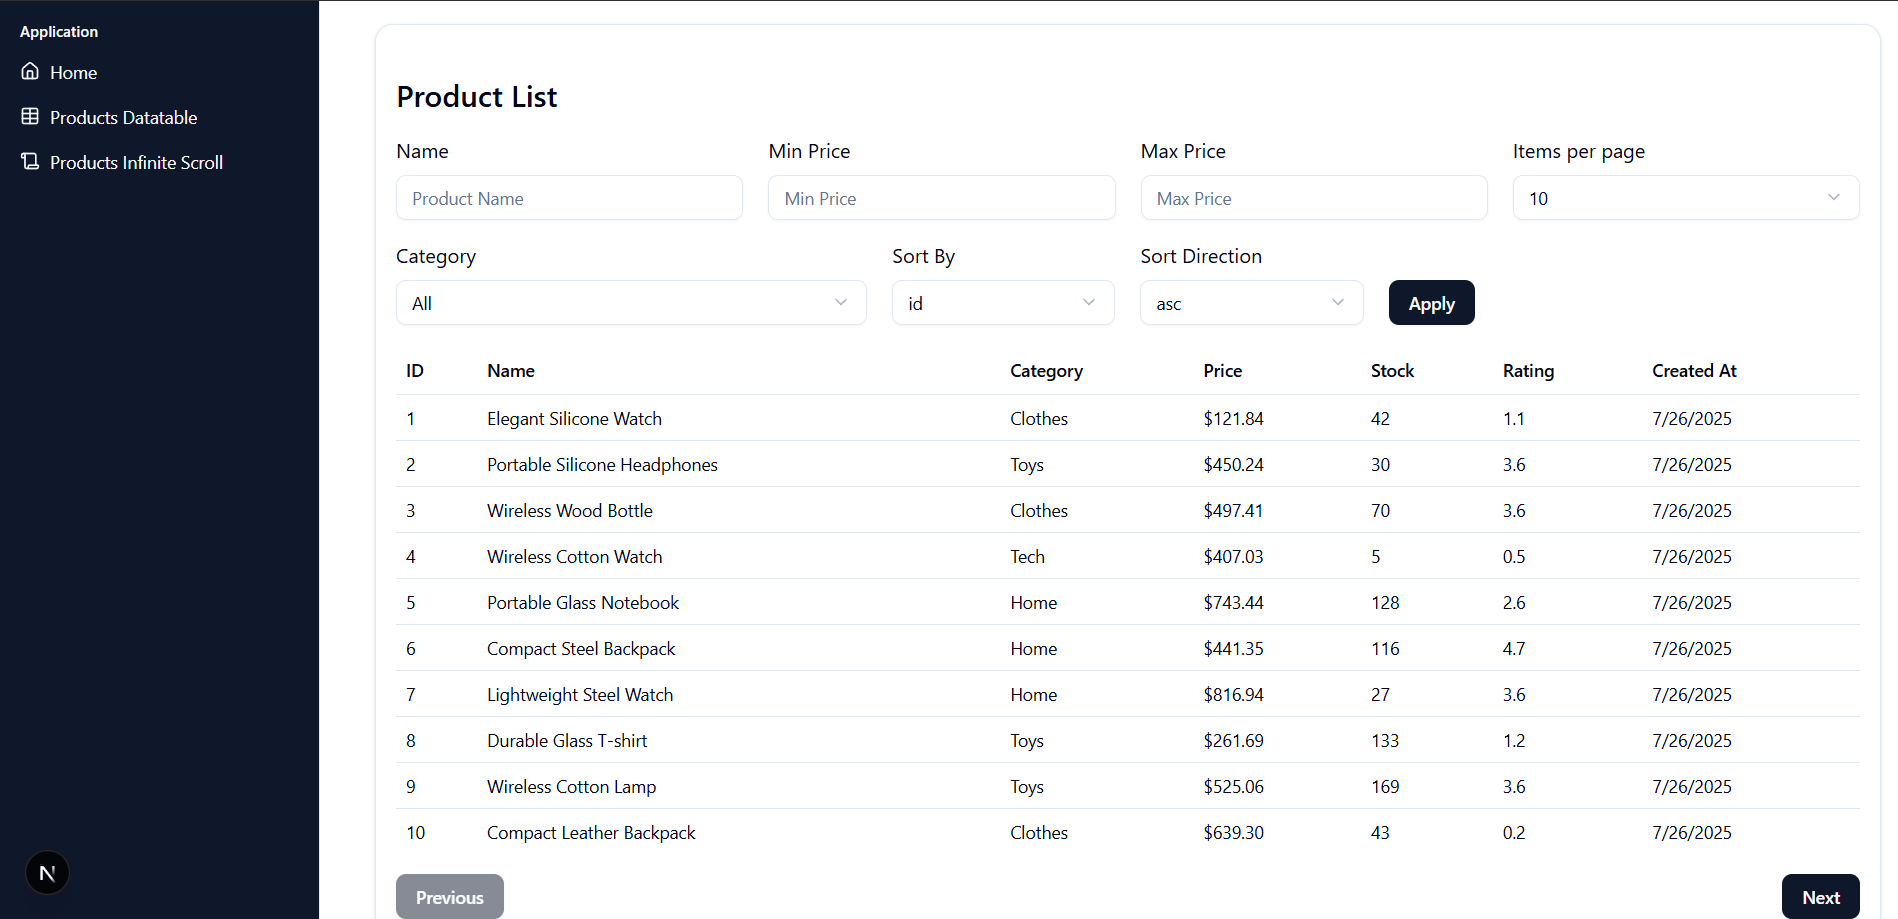 Application
Home
Products Datatable
Products Infinite Scroll
Product List
Name Min Price Max Price Items per page
Product Name Min Price Max Price 10
Category Sort By Sort Direction
All id asc Apply
ID Name Category Price Stock Rating Created At
1 Elegant Silicone Watch Clothes $121.84 42 1.1 7/26/2025
2 Portable Silicone Headphones Toys $450.24 30 3.6 7/26/2025
3 Wireless Wood Bottle Clothes $497.41 70 3.6 7/26/2025
4 Wireless Cotton Watch Tech $407.03 5 0.5 7/26/2025
5 Portable Glass Notebook Home $743.44 128 2.6 7/26/2025
6 Compact Steel Backpack Home $441.35 116 4.7 7/26/2025
7 Lightweight Steel Watch Home $816.94 27 3.6 7/26/2025
8 Durable Glass T-shirt Toys $261.69 133 1.2 7/26/2025
9 Wireless Cotton Lamp Toys $525.06 169 3.6 7/26/2025
10 Compact Leather Backpack Clothes $639.30 43 0.2 7/26/2025
N
Previous Next